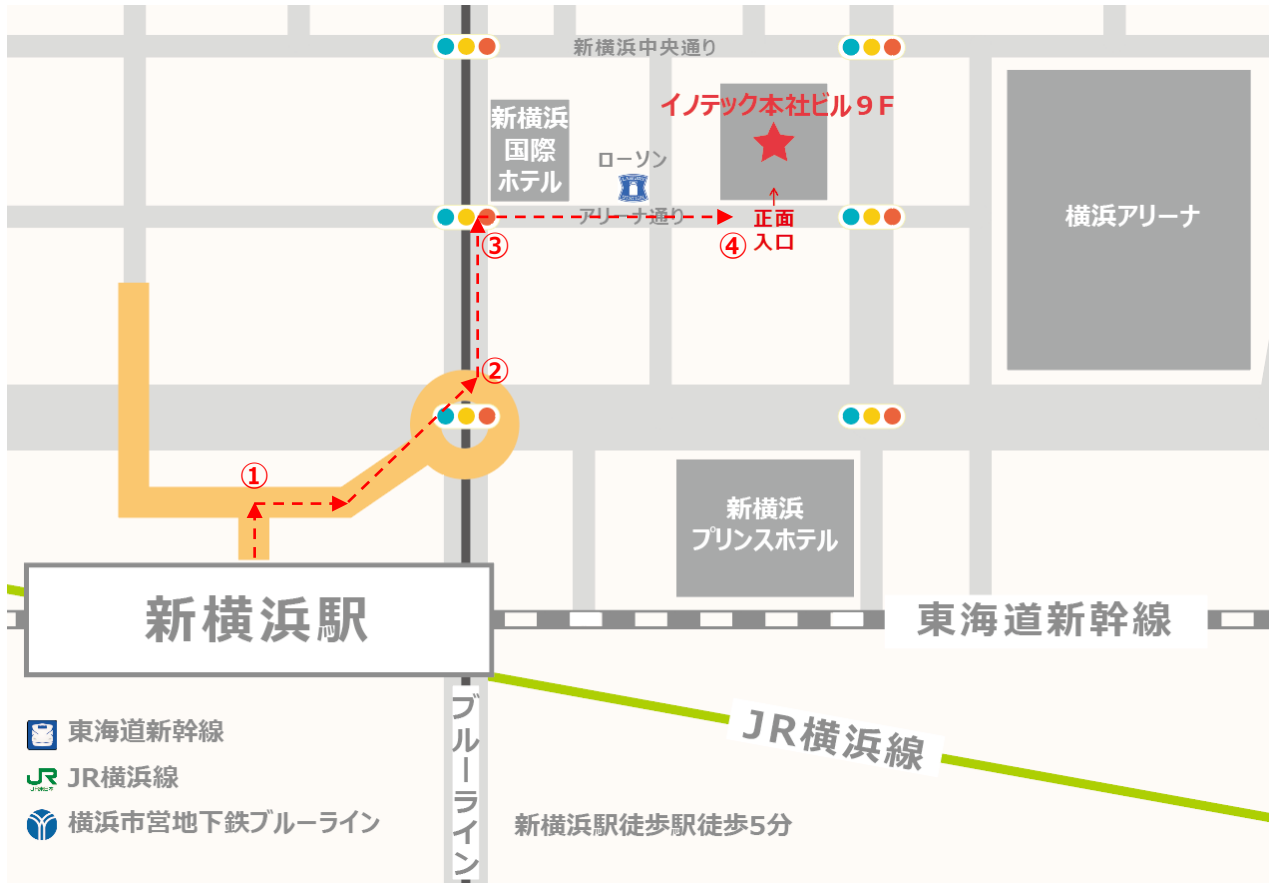 新横浜中央通り
イノテック本社ビル９F
新横浜
国際
ホテル
ローソン
アリーナ通り
正面
入口
横浜アリーナ
③
④
②
①
新横浜
プリンスホテル
新横浜駅
東海道新幹線
ブルーライン
JR横浜線
東海道新幹線
JR
JR横浜線
横浜市営地下鉄ブルーライン
新横浜駅徒歩駅徒歩5分